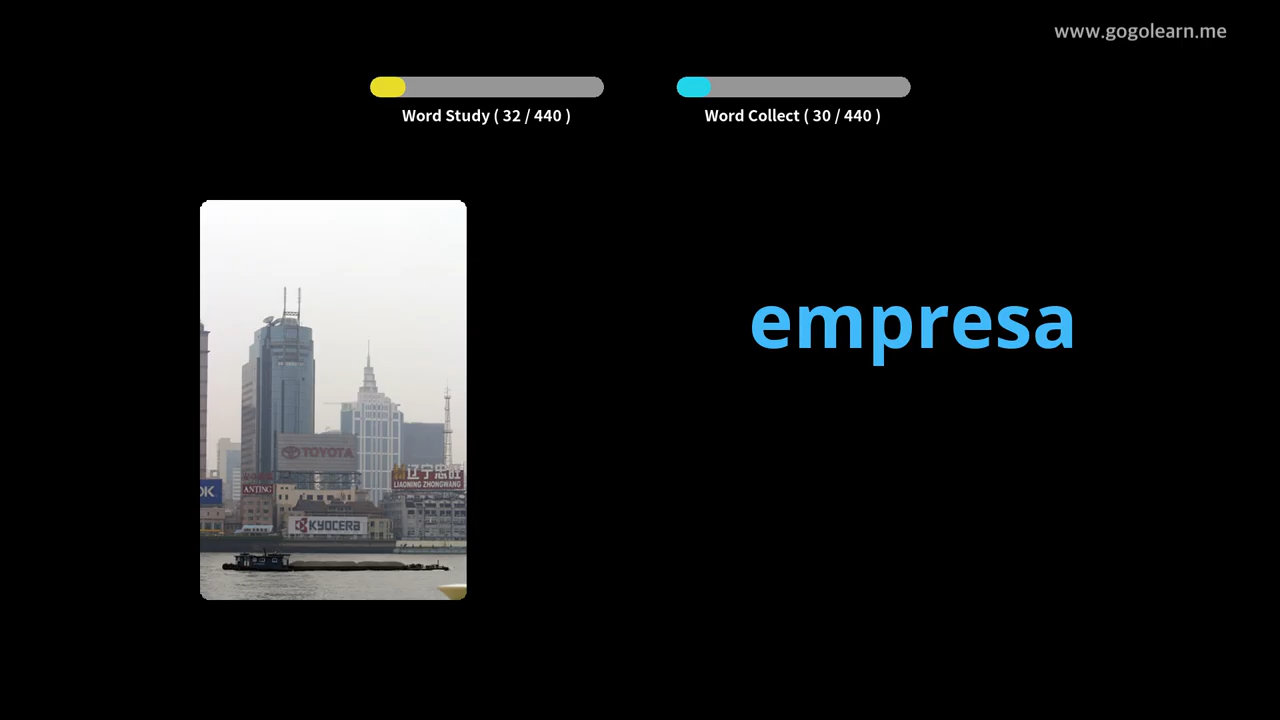 www.gogolearn.me
Word Study ( 32 / 440 )
Word Collect ( 30 / 440 )
empresa
TOYOTA
辽宁忠旺
LIAONING ZHONGWANG
ANTING
KYOCERA